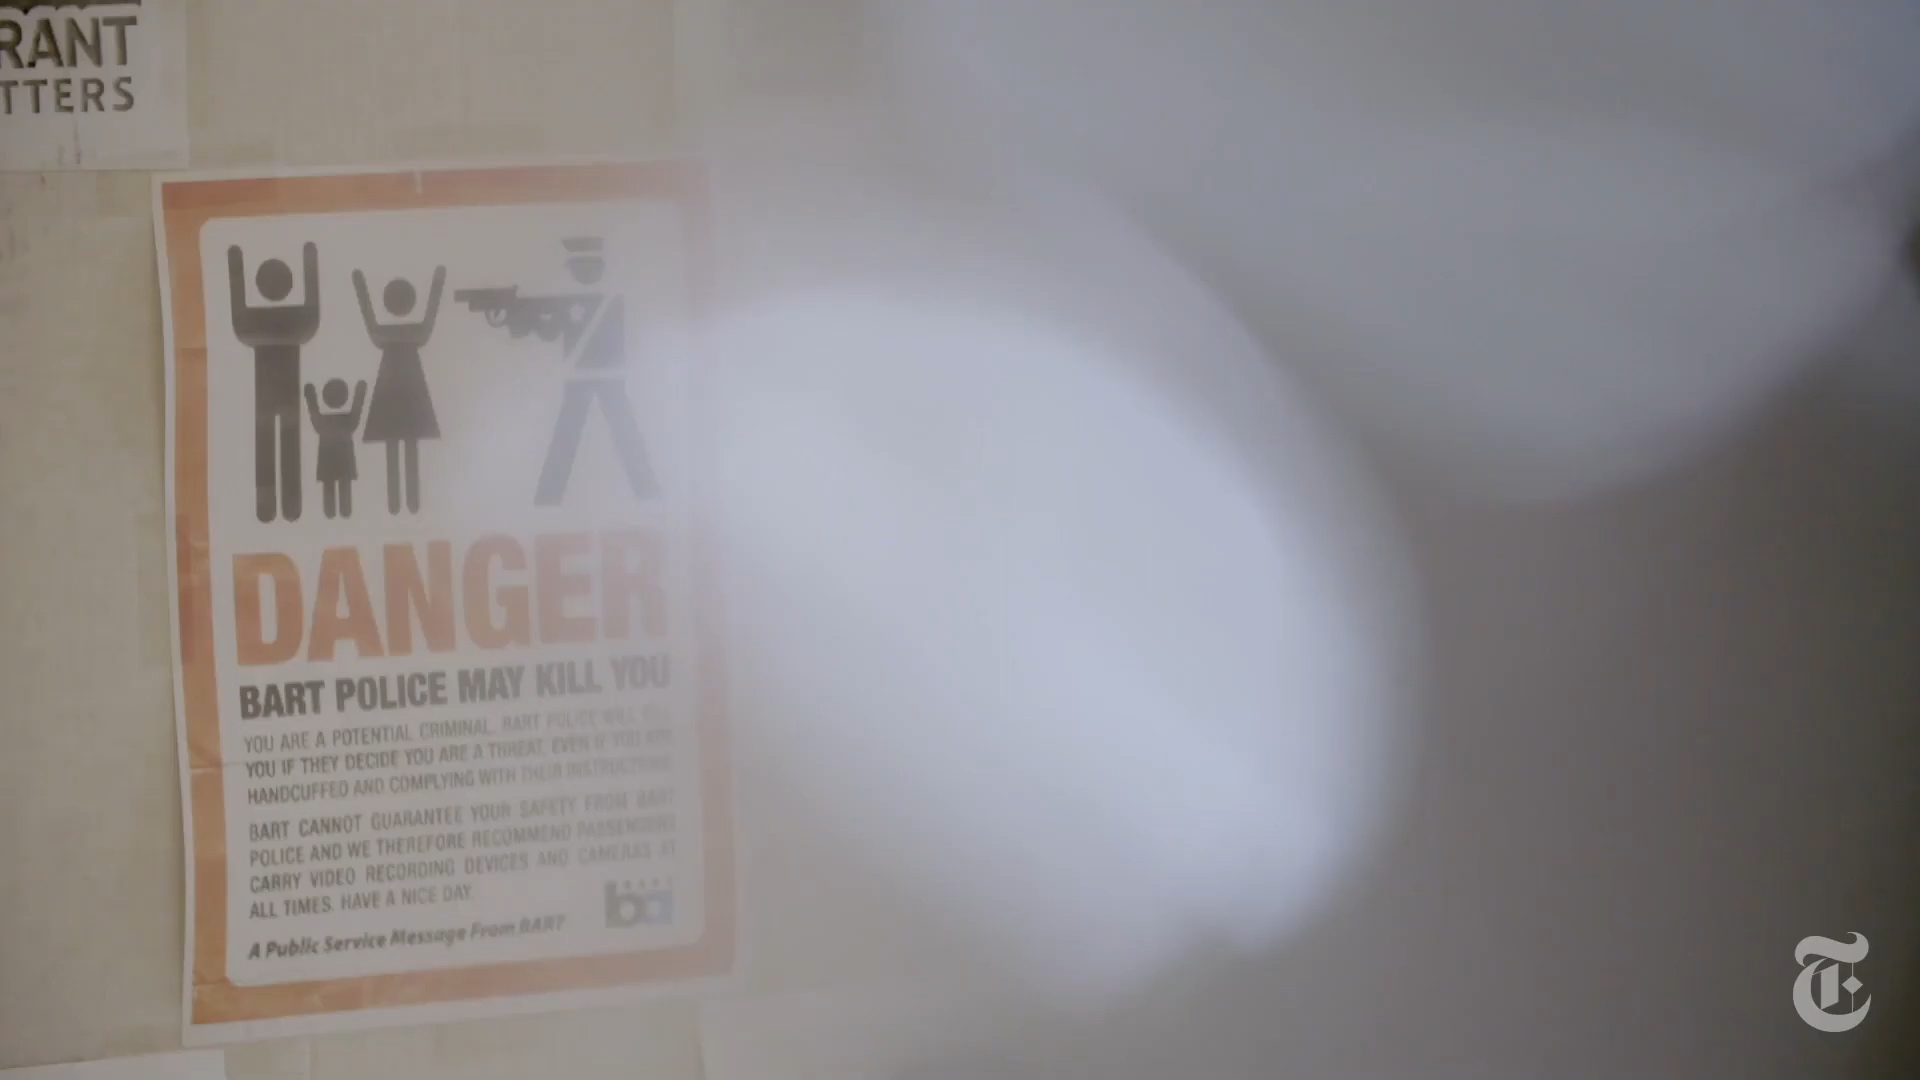 RANT
TTERS
DANGER
BART POLICE MAY KILL YOU
YOU ARE A POTENTIAL CRIMINAL. BART POLICE WILL KILL
YOU IF THEY DECIDE YOU ARE A THREAT. EVEN IF YOU ARE
HANDCUFFED AND COMPLYING WITH THEIR INSTRUCTIONS.
BART CANNOT GUARANTEE YOUR SAFETY FROM BART
POLICE AND WE THEREFORE RECOMMEND PASSENGERS
CARRY VIDEO RECORDING DEVICES AND CAMERAS AT
ALL TIMES. HAVE A NICE DAY.
A Public Service Message From BART
ba
T